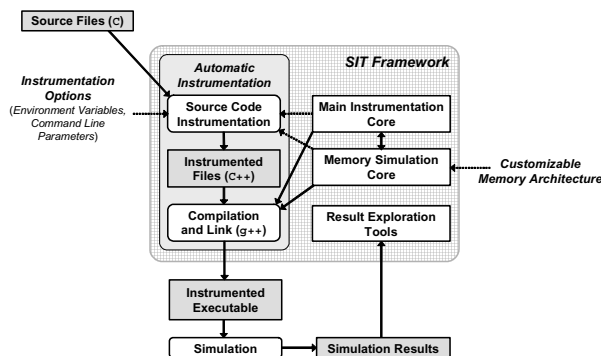 Source Files (C)
SIT Framework
Automatic
Instrumentation
Instrumentation
Options
(Environment Variables,
Command Line
Parameters)
Source Code
Instrumentation
Main Instrumentation
Core
Instrumented
Files (C++)
Memory Simulation
Core
Customizable
Memory Architecture
Compilation
and Link (g++)
Result Exploration
Tools
Instrumented
Executable
Simulation
Simulation Results